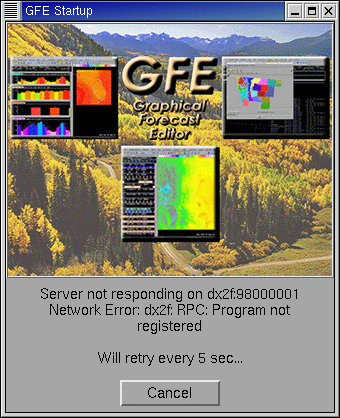 GFE Startup
GFE
Graphical
Forecast
Editor
Server not responding on dx2f:98000001
Network Error: dx2f: RPC: Program not
registered
Will retry every 5 sec...
Cancel